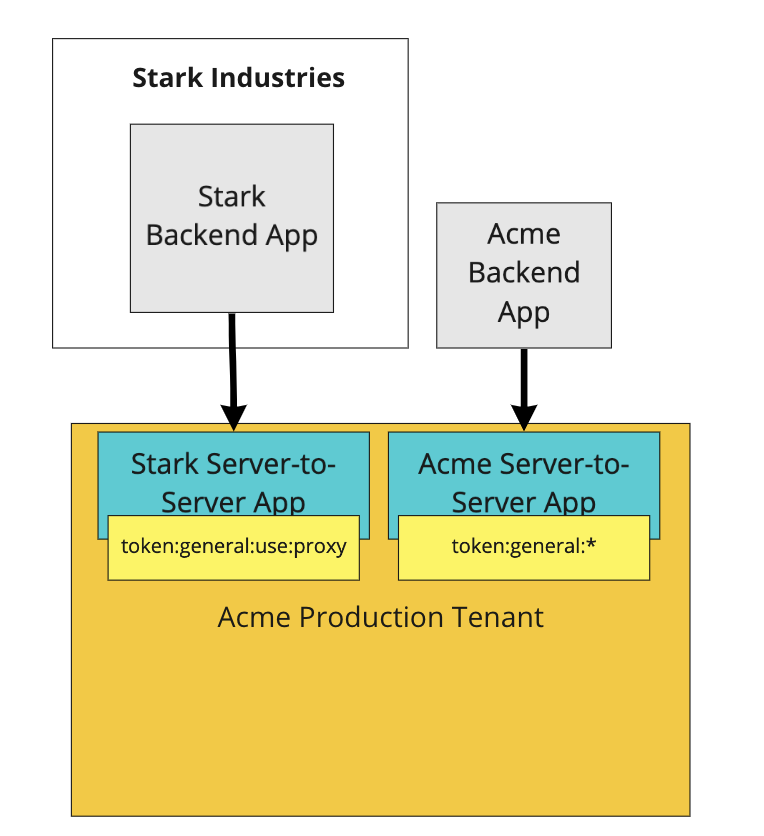 Stark Industries
Stark
Backend App
Acme
Backend
App
Stark Server-to-
Server App
token:general:use:proxy
Acme Server-to-
Server App
token:general:*
Acme Production Tenant